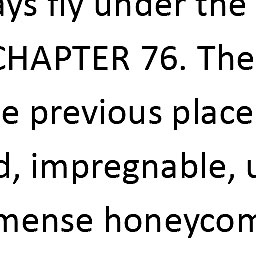 ays fly under the
CHAPTER 76. The
e previous place
d, impregnable, u
mense honeycom